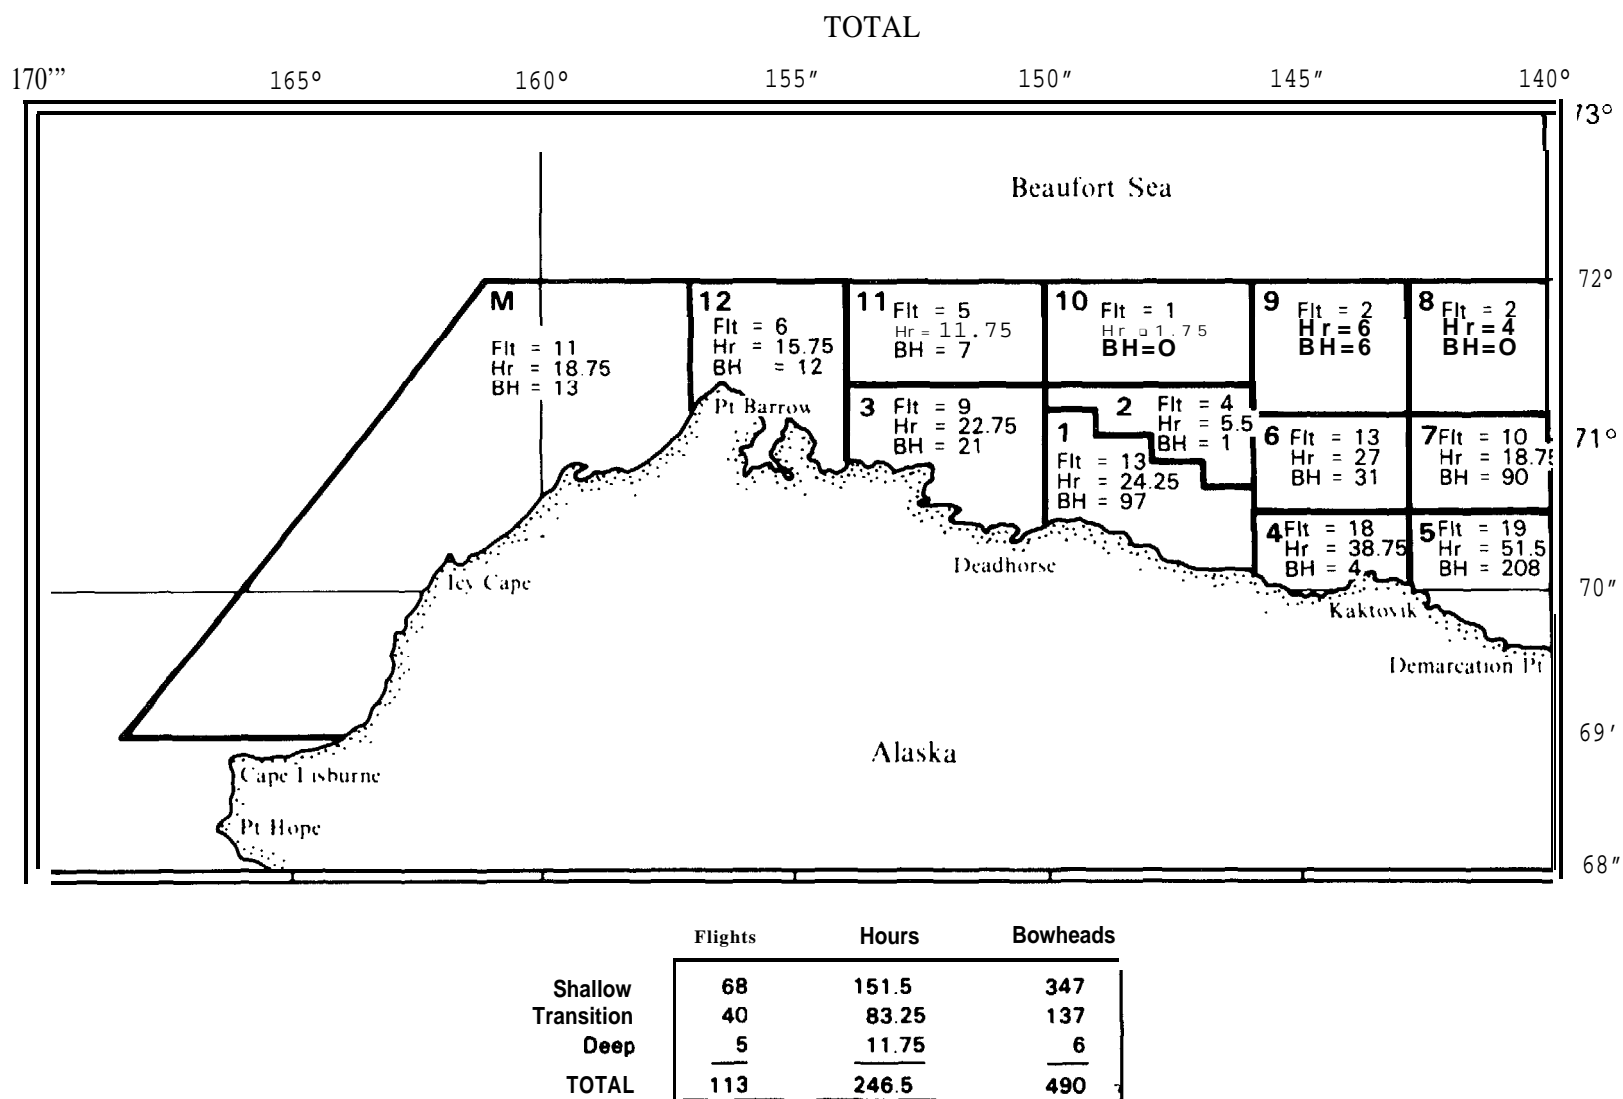 TOTAL
170’”
165°
160°
155″
150″
145″
140°
73°
Beaufort Sea
72°
M
Flt = 11
Hr = 18.75
BH = 13
12
Flt = 6
Hr = 15.75
BH = 12
11
Flt = 5
Hr = 11.75
BH = 7
10
Flt = 1
Hr = 1.75
BH=O
9
Flt = 2
Hr=6
BH=6
8
Flt = 2
Hr=4
BH=O
Pt Barrow
3
Flt = 9
Hr = 22.75
BH = 21
2
Flt = 4
Hr = 5.5
BH = 1
1
Flt = 13
Hr = 24.25
BH = 97
6
Flt = 13
Hr = 27
BH = 31
7
Flt = 10
Hr = 18.75
BH = 90
71°
4
Flt = 18
Hr = 38.75
BH = 4
5
Flt = 19
Hr = 51.5
BH = 208
Icy Cape
Deadhorse
70″
Kaktovik
Demarcation Pt
69′
Alaska
Cape Lisburne
Pt Hope
68″
Flights Hours Bowheads
Shallow 68 151.5 347
Transition 40 83.25 137
Deep 5 11.75 6
TOTAL 113 246.5 490